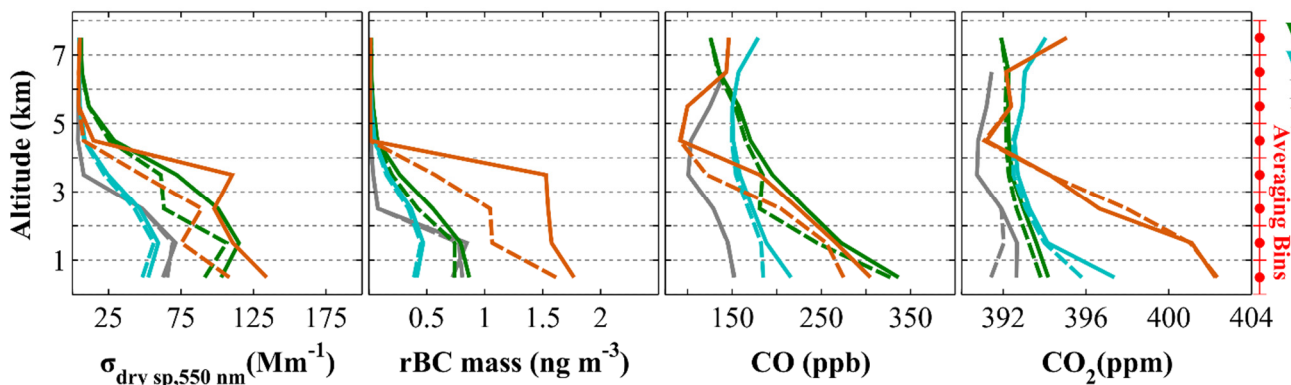 Altitude (km)
7
5
3
1
25 75 125 175
0.5 1 1.5 2
150 250 350
392 396 400 404
σdry sp,550 nm(Mm-1)
rBC mass (ng m-3)
CO (ppb)
CO2(ppm)
Averaging Bins